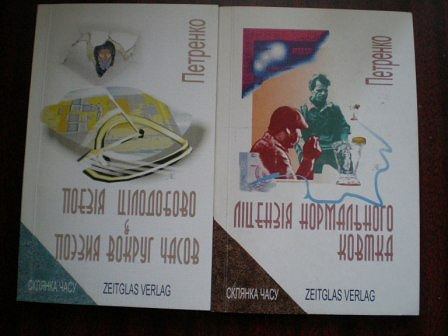 Петренко
ПОЕЗІЯ ЦІЛОДОБОВО
&
ПОЭЗИЯ ВОКРУГ ЧАСОВ
СКЛЯНКА ЧАСУ
ZEITGLAS VERLAG
Петренко
ЛІЦЕНЗІЯ НОРМАЛЬНОГО
КОВТКА
СКЛЯНКА ЧАСУ
ZEITGLAS VERLAG